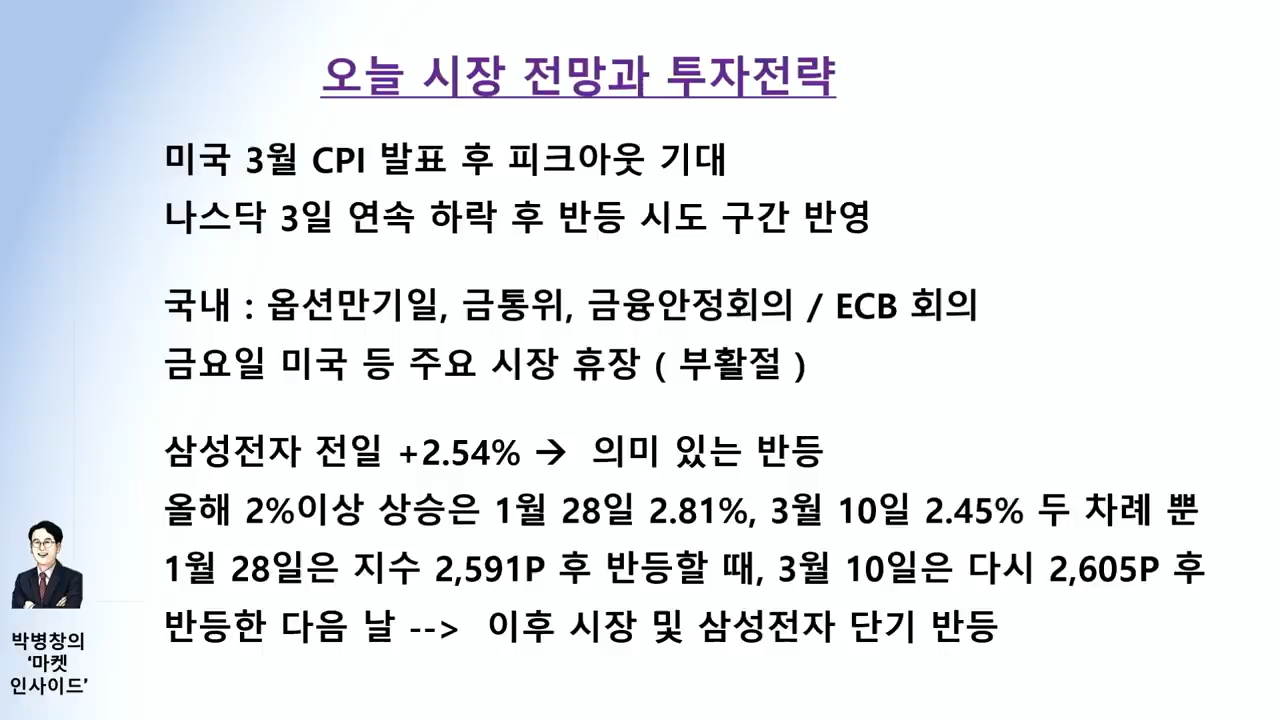 오늘 시장 전망과 투자전략
미국 3월 CPI 발표 후 피크아웃 기대
나스닥 3일 연속 하락 후 반등 시도 구간 반영
국내 : 옵션만기일, 금통위, 금융안정회의 / ECB 회의
금요일 미국 등 주요 시장 휴장 ( 부활절 )
삼성전자 전일 +2.54% → 의미 있는 반등
올해 2%이상 상승은 1월 28일 2.81%, 3월 10일 2.45% 두 차례 뿐
1월 28일은 지수 2,591P 후 반등할 때, 3월 10일은 다시 2,605P 후
반등한 다음 날 --> 이후 시장 및 삼성전자 단기 반등
박병창의
‘마켓
인사이드’